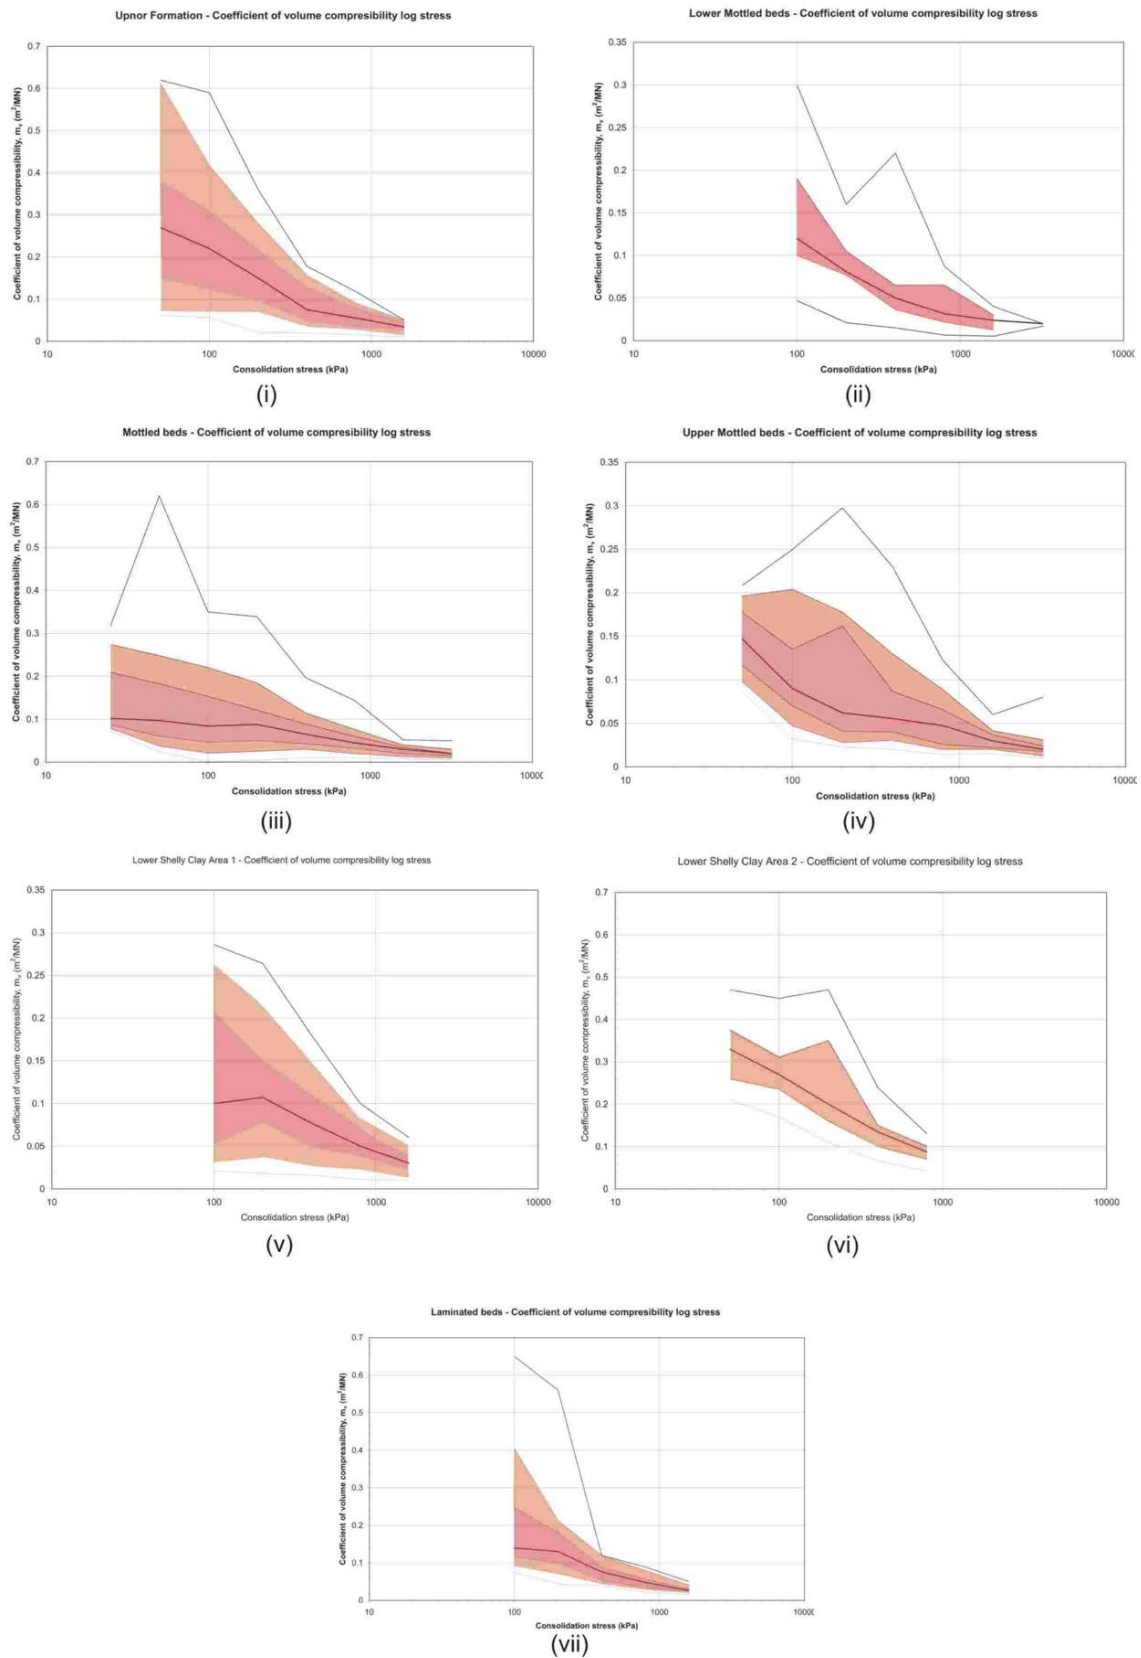 Upnor Formation - Coefficient of volume compresibility log stress
Coefficient of volume compressibility, mᵥ (m²/MN)
0.7
0.6
0.5
0.4
0.3
0.2
0.1
0
10
100
1000
10000
Consolidation stress (kPa)
(i)
Lower Mottled beds - Coefficient of volume compresibility log stress
Coefficient of volume compressibility, mᵥ (m²/MN)
0.35
0.3
0.25
0.2
0.15
0.1
0.05
0
10
100
1000
Consolidation stress (kPa)
(ii)
Mottled beds - Coefficient of volume compresibility log stress
Coefficient of volume compressibility, mᵥ (m²/MN)
0.7
0.6
0.5
0.4
0.3
0.2
0.1
0
10
100
1000
Consolidation stress (kPa)
(iii)
Upper Mottled beds - Coefficient of volume compresibility log stress
Coefficient of volume compressibility, mᵥ (m²/MN)
0.35
0.3
0.25
0.2
0.15
0.1
0.05
0
10
100
1000
10000
Consolidation stress (kPa)
(iv)
Lower Shelly Clay Area 1 - Coefficient of volume compresibility log stress
Coefficient of volume compressibility, mᵥ (m²/MN)
0.35
0.3
0.25
0.2
0.15
0.1
0.05
0
10
100
1000
10000
Consolidation stress (kPa)
(v)
Lower Shelly Clay Area 2 - Coefficient of volume compresibility log stress
Coefficient of volume compressibility, mᵥ (m²/MN)
0.7
0.6
0.5
0.4
0.3
0.2
0.1
0
10
100
1000
10000
Consolidation stress (kPa)
(vi)
Laminated beds - Coefficient of volume compresibility log stress
Coefficient of volume compressibility, mᵥ (m²/MN)
0.7
0.6
0.5
0.4
0.3
0.2
0.1
0
10
100
1000
Consolidation stress (kPa)
(vii)